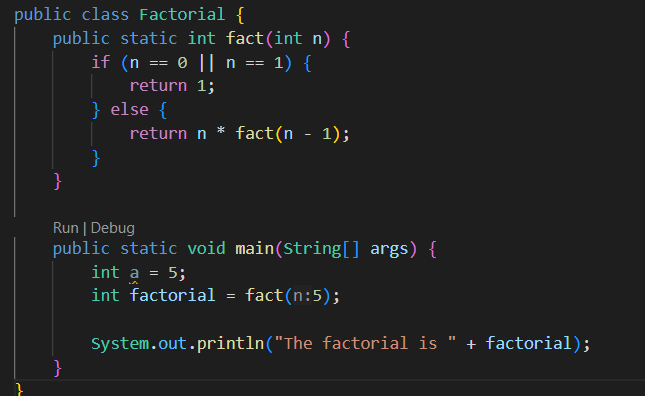 public class Factorial {
    public static int fact(int n) {
        if (n == 0 || n == 1) {
            return 1;
        } else {
            return n * fact(n - 1);
        }
    }

    Run | Debug
    public static void main(String[] args) {
        int a = 5;
        int factorial = fact(n:5);

        System.out.println("The factorial is " + factorial);
    }
}